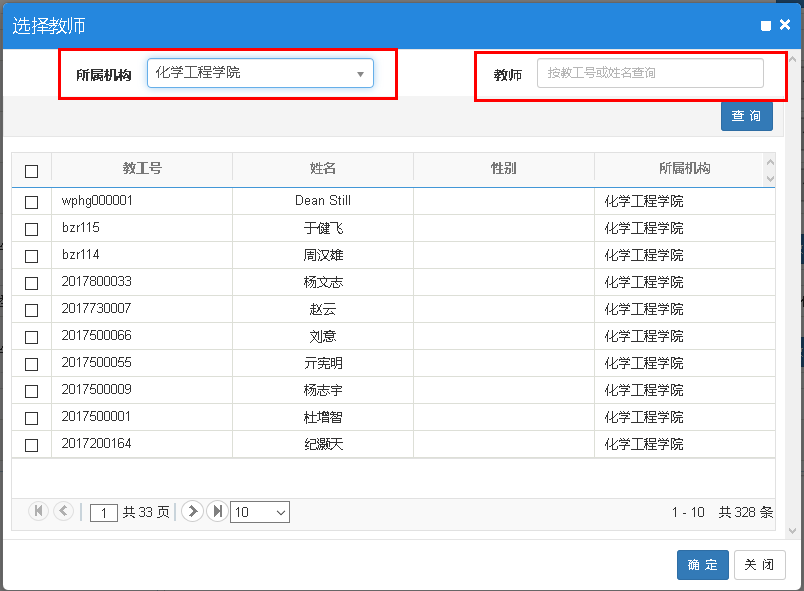 选择教师
所属机构 化学工程学院 教师 按教工号或姓名查询
查 询
教工号 姓名 性别 所属机构
wphg000001 Dean Still 化学工程学院
bzr115 于健飞 化学工程学院
bzr114 周汉雄 化学工程学院
2017800033 杨文志 化学工程学院
2017730007 赵云 化学工程学院
2017500066 刘意 化学工程学院
2017500055 亓宪明 化学工程学院
2017500009 杨志宇 化学工程学院
2017500001 杜增智 化学工程学院
2017200164 纪灏天 化学工程学院
1 共 33 页 10 1 - 10 共 328 条
确 定 关 闭